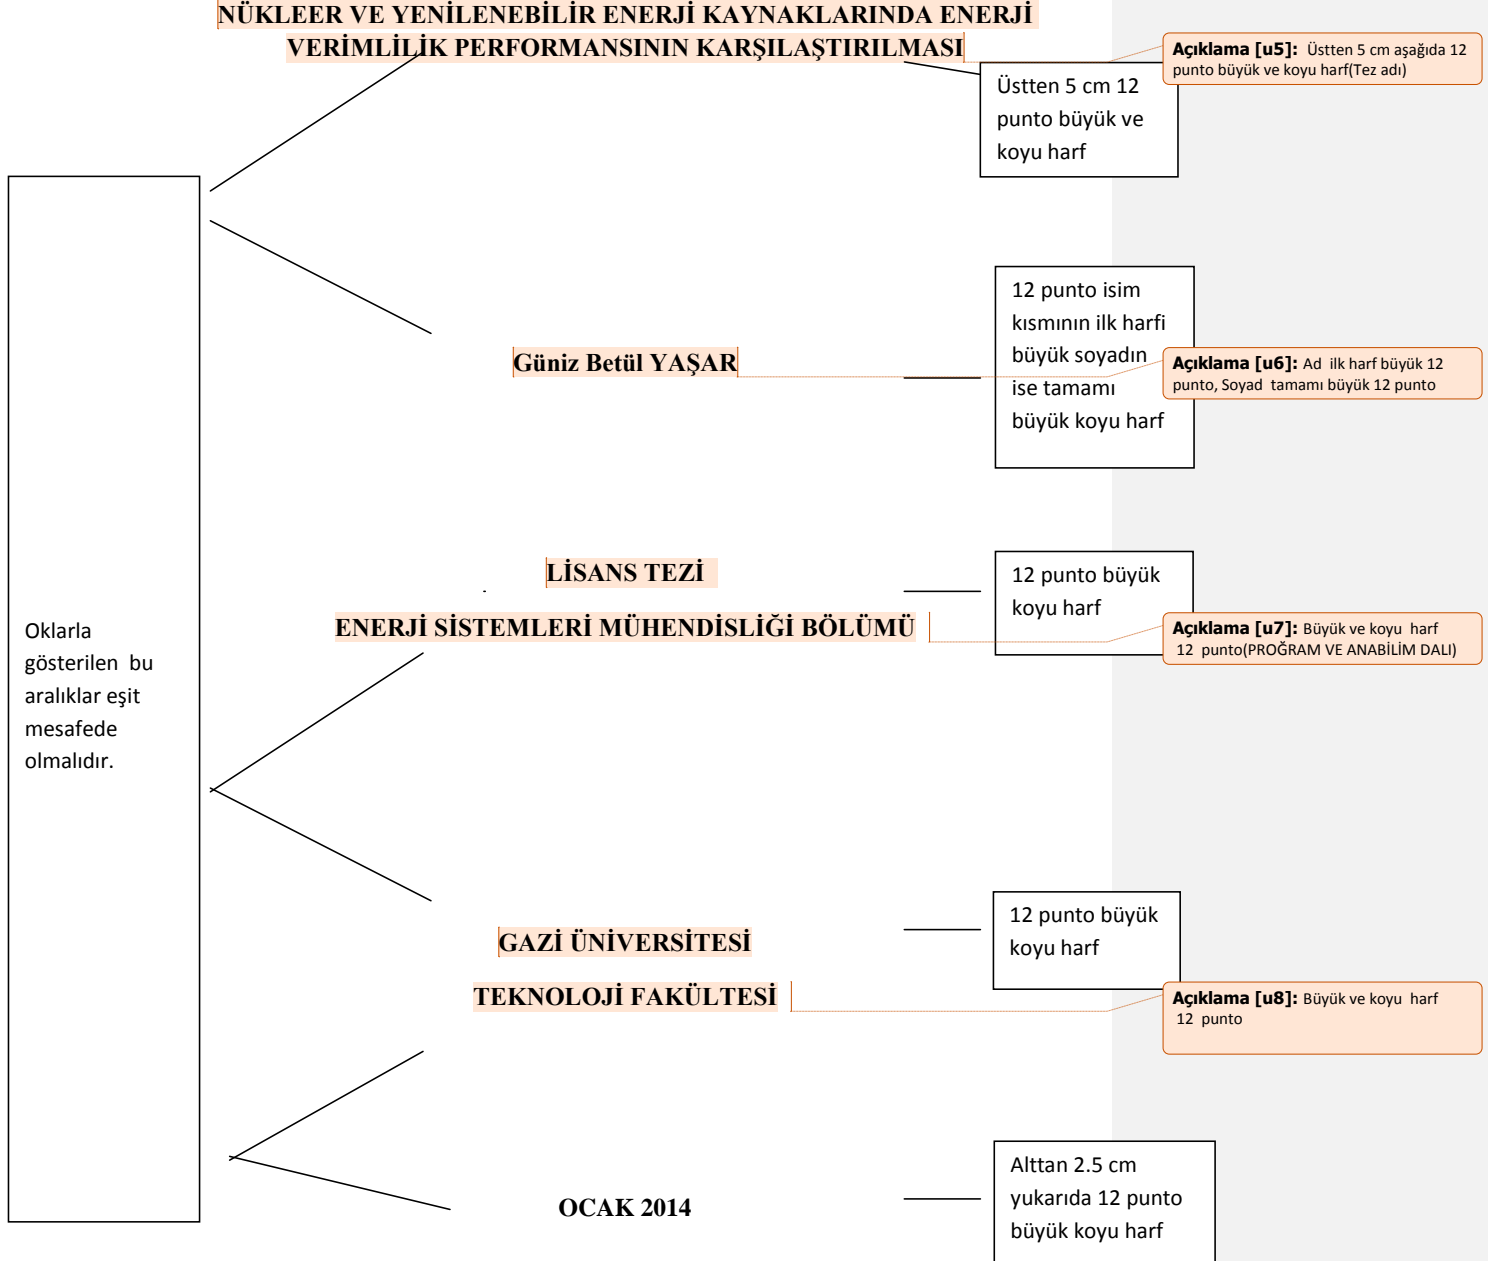 NÜKLEER VE YENİLENEBİLİR ENERJİ KAYNAKLARINDA ENERJİ
VERİMLİLİK PERFORMANSININ KARŞILAŞTIRILMASI
Açıklama [u5]: Üstten 5 cm aşağıda 12
punto büyük ve koyu harf(Tez adı)
Üstten 5 cm 12
punto büyük ve
koyu harf
12 punto isim
kısmının ilk harfi
büyük soyadın
ise tamamı
büyük koyu harf
Güniz Betül YAŞAR
Açıklama [u6]: Ad ilk harf büyük 12
punto, Soyad tamamı büyük 12 punto
LİSANS TEZİ
ENERJİ SİSTEMLERİ MÜHENDİSLİĞİ BÖLÜMÜ
12 punto büyük
koyu harf
Açıklama [u7]: Büyük ve koyu harf
12 punto(PROĞRAM VE ANABİLİM DALI)
Oklarla
gösterilen bu
aralıklar eşit
mesafede
olmalıdır.
GAZİ ÜNİVERSİTESİ
TEKNOLOJİ FAKÜLTESİ
12 punto büyük
koyu harf
Açıklama [u8]: Büyük ve koyu harf
12 punto
OCAK 2014
Alttan 2.5 cm
yukarıda 12 punto
büyük koyu harf